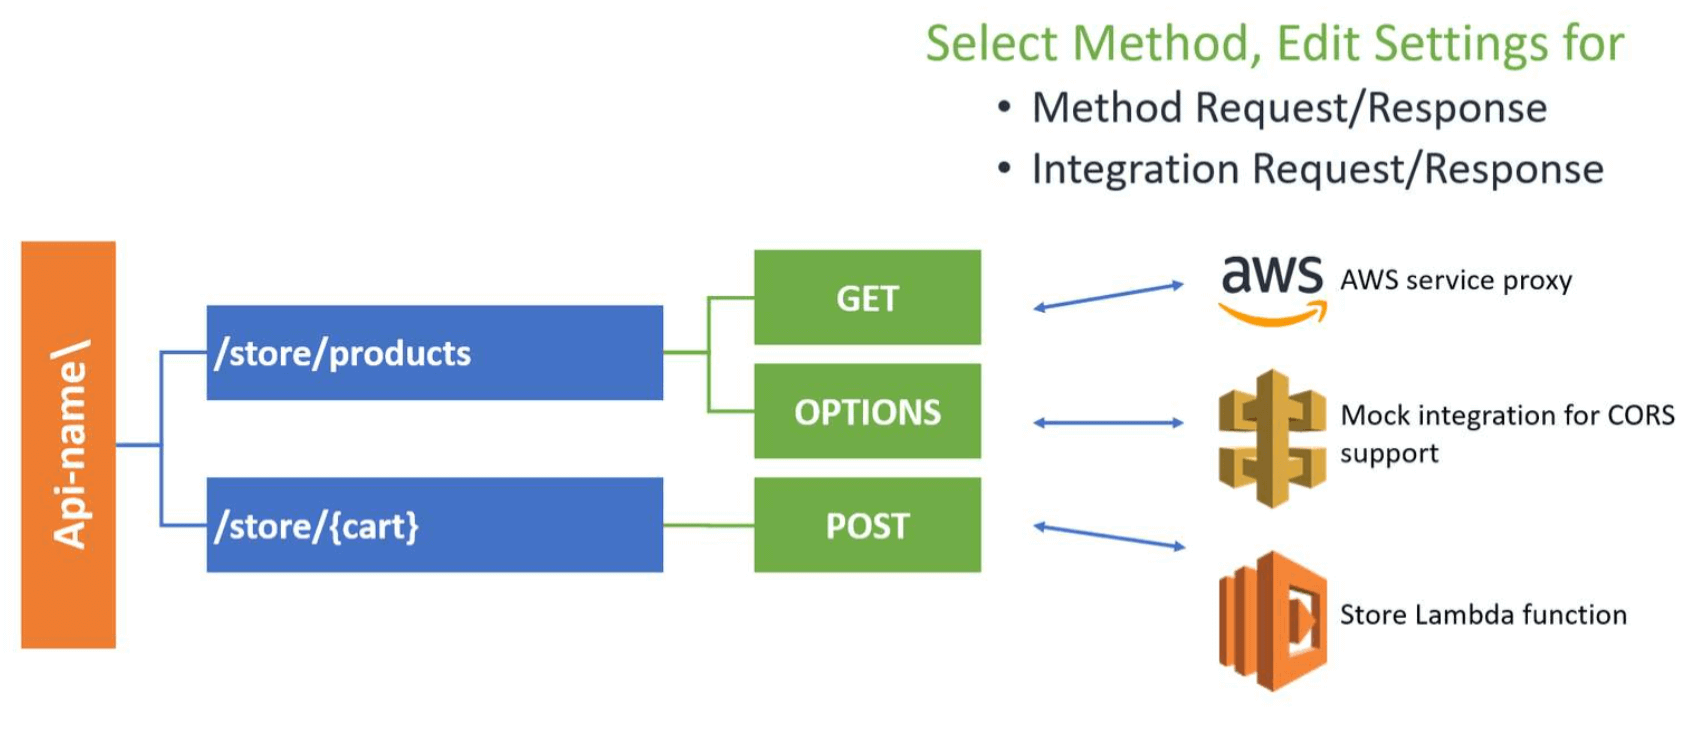 Select Method, Edit Settings for
• Method Request/Response
• Integration Request/Response
Api-name\
/store/products
/store/{cart}
GET
OPTIONS
POST
aws
AWS service proxy
Mock integration for CORS
support
Store Lambda function